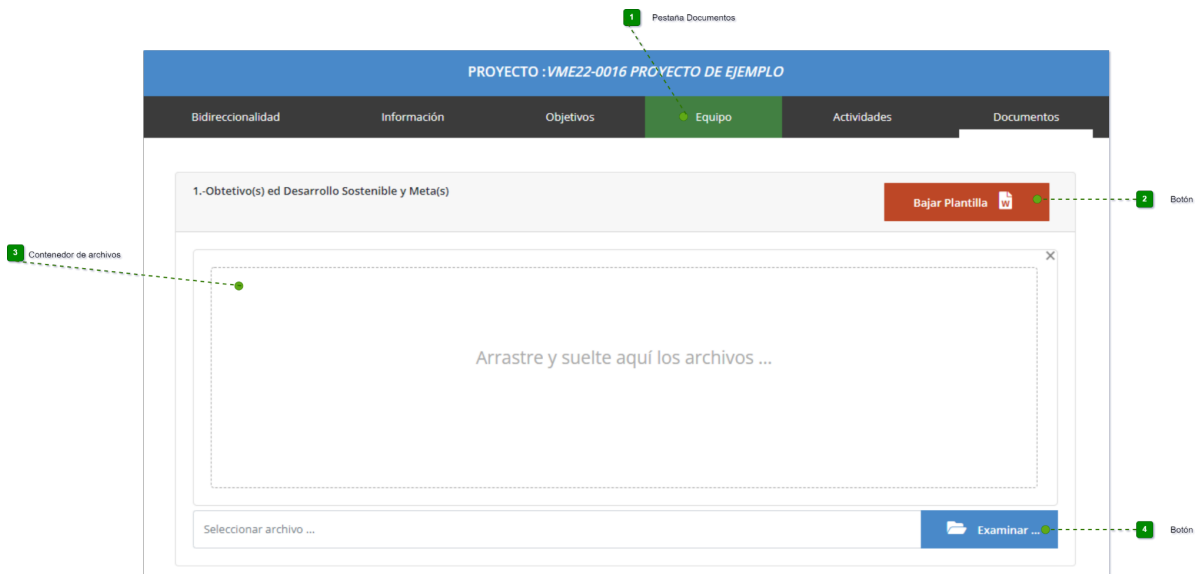 1 Pestaña Documentos
PROYECTO : VME22-0016 PROYECTO DE EJEMPLO
Bidireccionalidad Información Objetivos Equipo Actividades Documentos
1.-Obtetivo(s) ed Desarrollo Sostenible y Meta(s)
Bajar Plantilla W
2 Botón
3 Contenedor de archivos
Arrastre y suelte aquí los archivos ...
Seleccionar archivo ...
Examinar ...
4 Botón